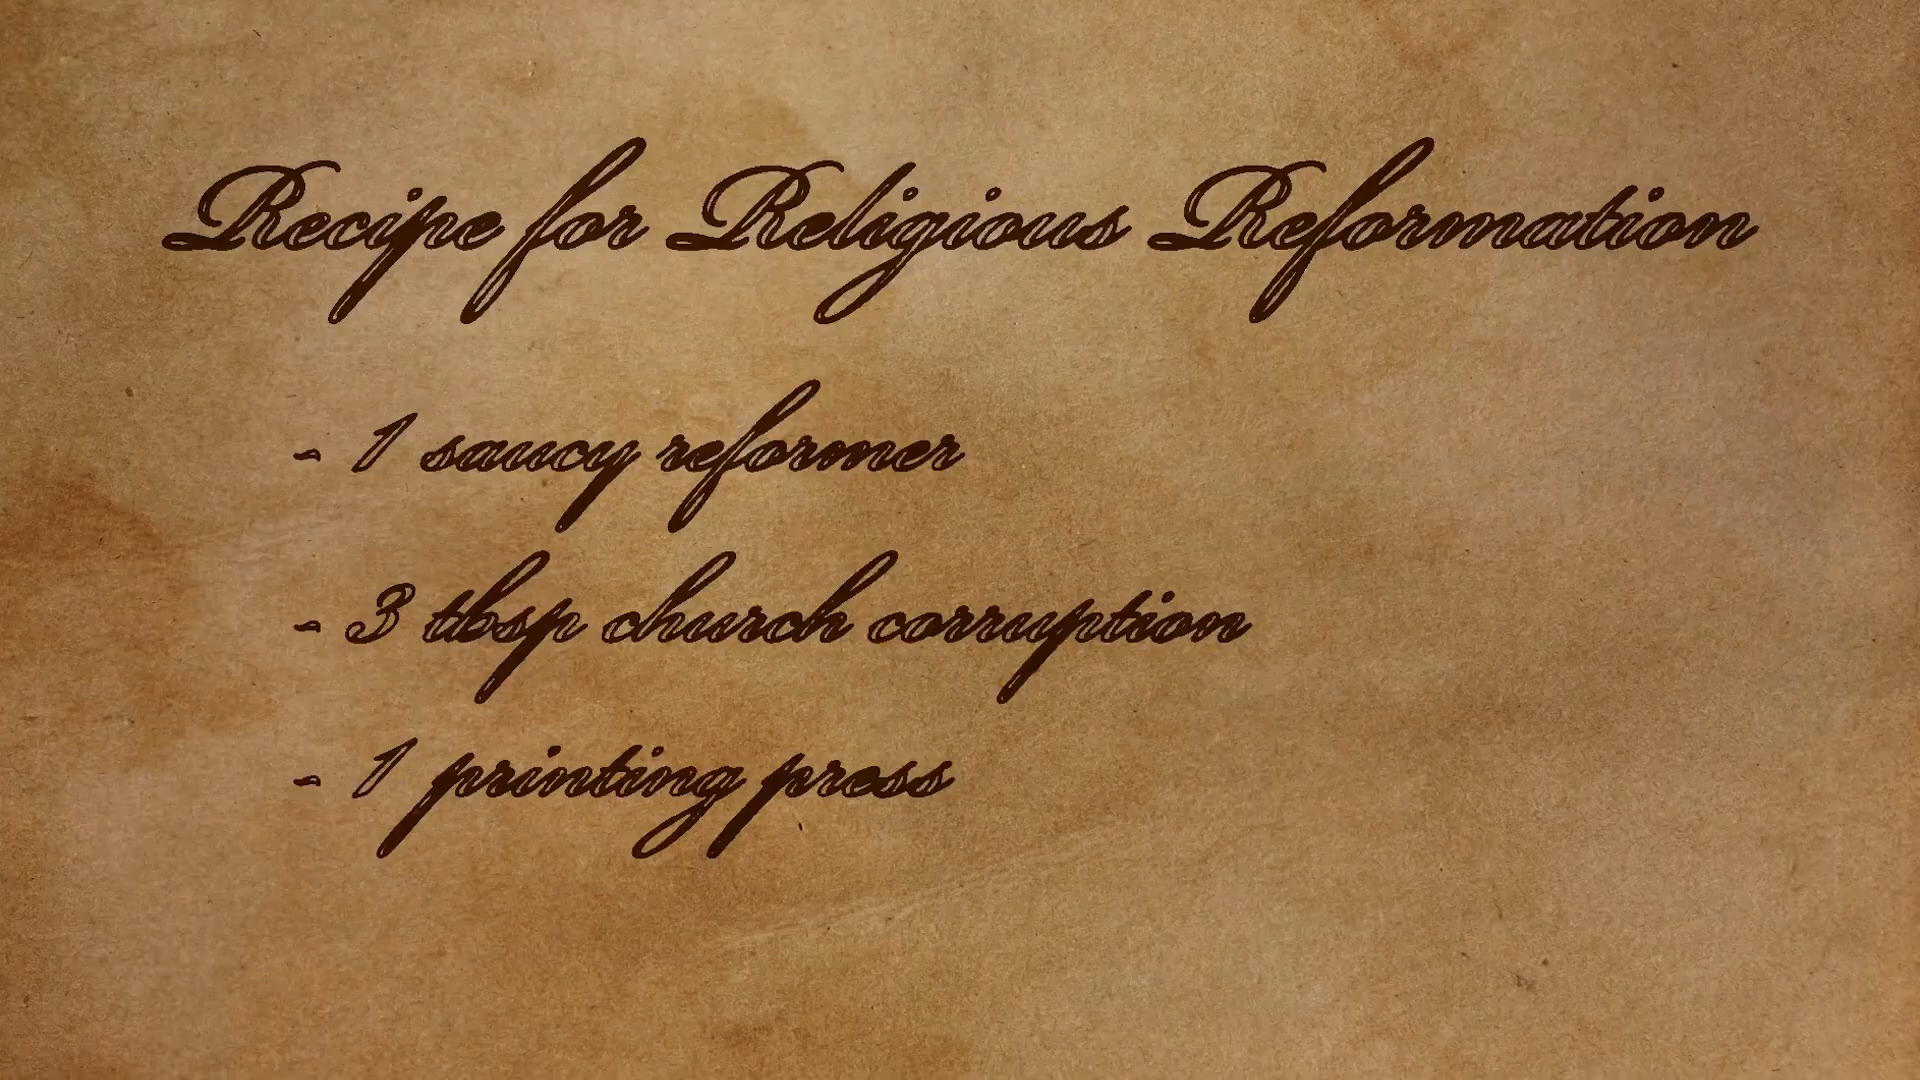 Recipe for Religious Reformation
- 1 saucy reformer
- 3 tbsp church corruption
- 1 printing press